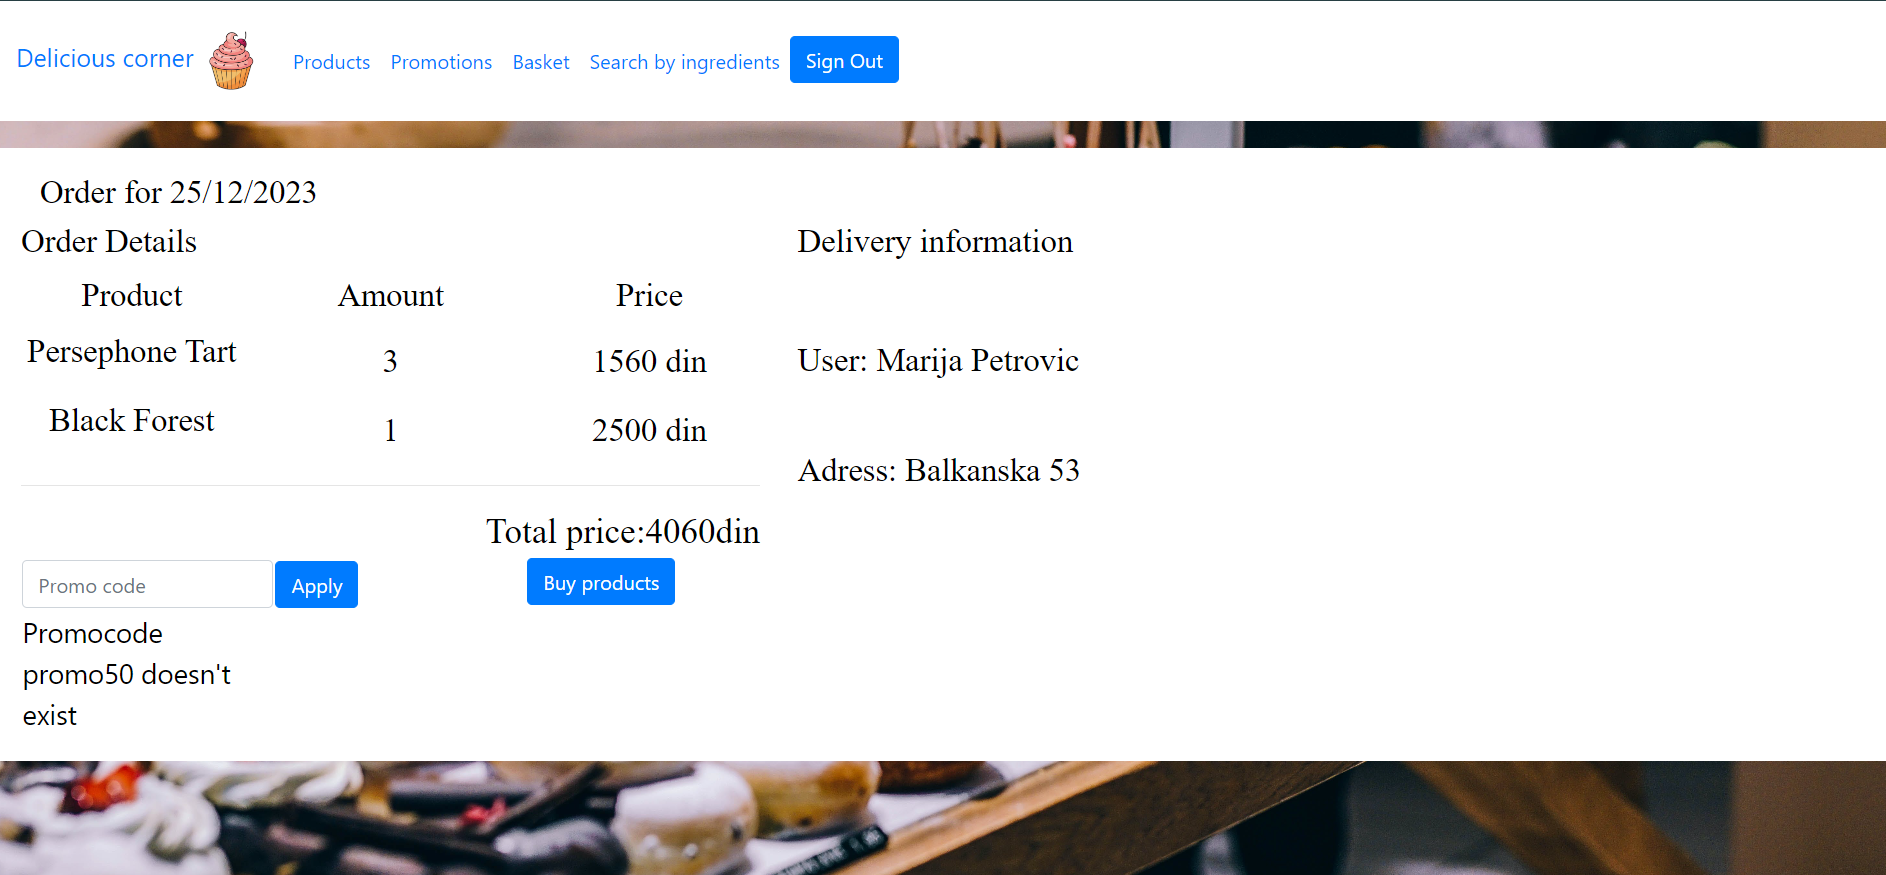 Delicious corner Products Promotions Basket Search by ingredients Sign Out
Order for 25/12/2023
Order Details
Product Amount Price
Persephone Tart 3 1560 din
Black Forest 1 2500 din
Total price:4060din
Promo code Apply Buy products
Promocode
promo50 doesn't
exist
Delivery information
User: Marija Petrovic
Adress: Balkanska 53